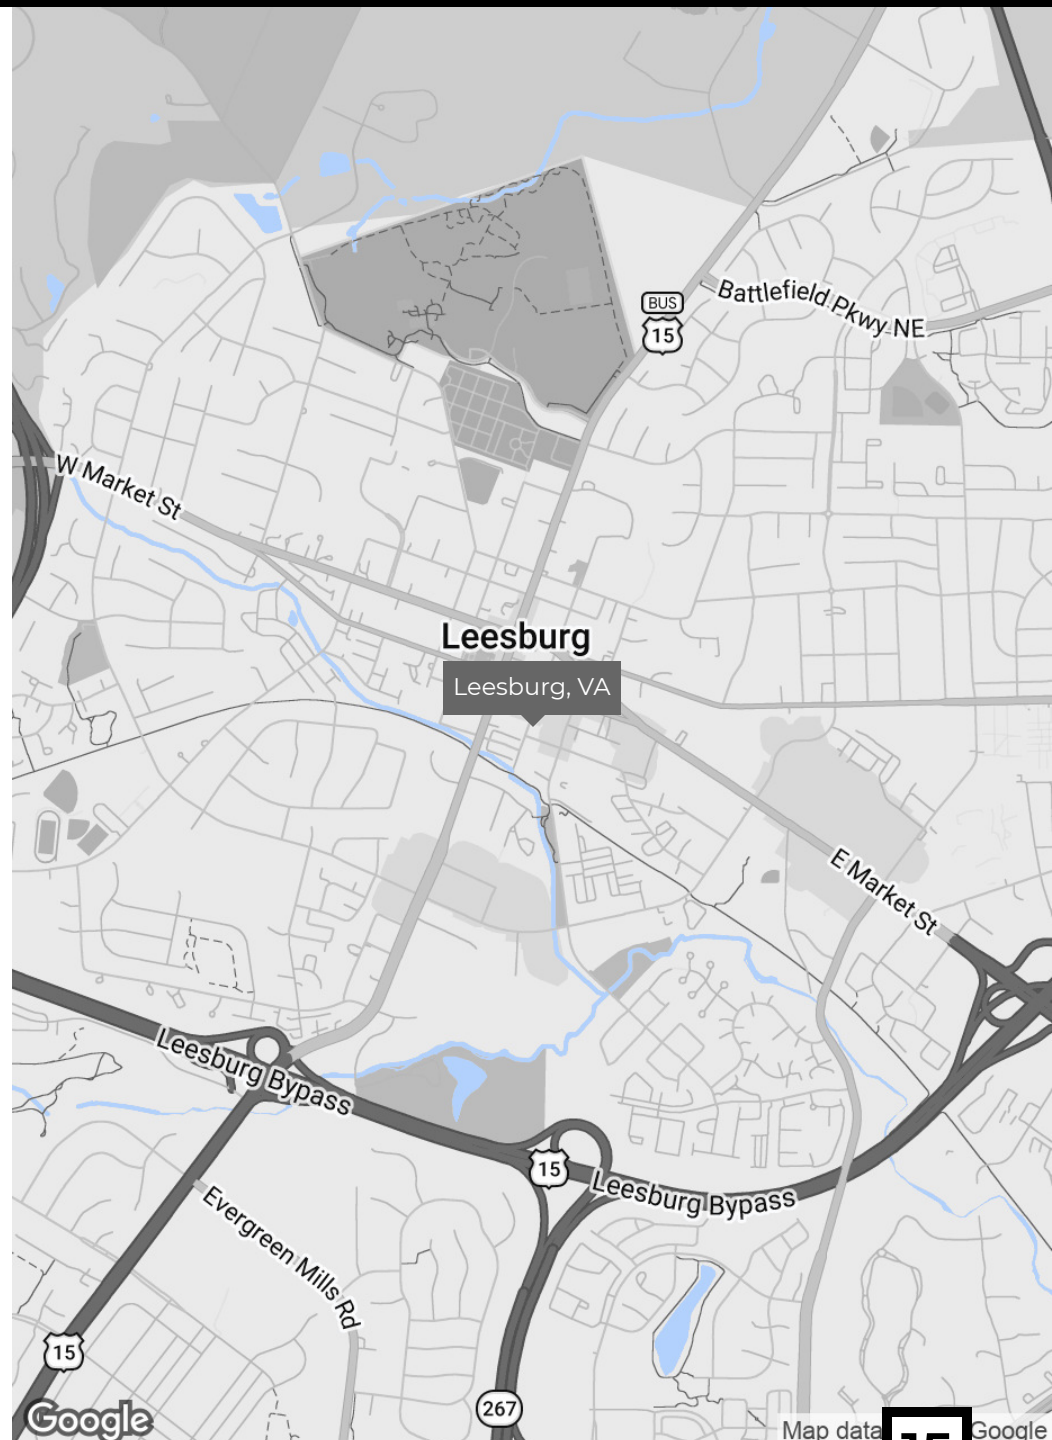 BUS
15
Battlefield Pkwy NE
W Market St
Leesburg
Leesburg, VA
E Market St
Leesburg Bypass
15
Leesburg Bypass
Evergreen Mills Rd
15
267
Google
Map data
Google